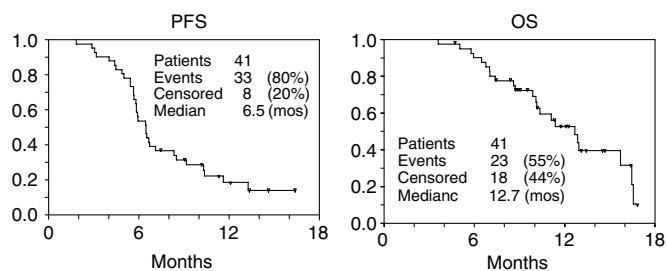 PFS
1.0
0.8
0.6
0.4
0.2
0.0
Patients 41
Events 33 (80%)
Censored 8 (20%)
Median 6.5 (mos)
0 6 12 18
Months
OS
1.0
0.8
0.6
0.4
0.2
0.0
Patients 41
Events 23 (55%)
Censored 18 (44%)
Medianc 12.7 (mos)
0 6 12 18
Months